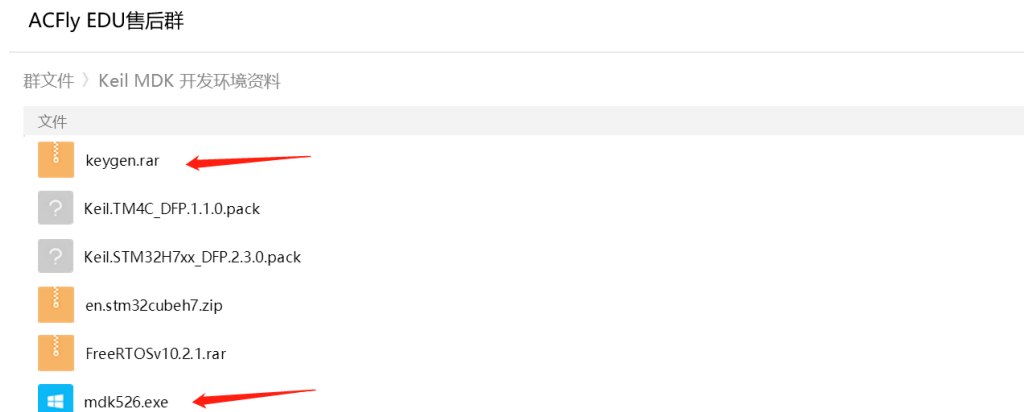 ACFly EDU售后群
群文件 〉Keil MDK 开发环境资料
文件
keygen.rar
Keil.TM4C_DFP.1.1.0.pack
Keil.STM32H7xx_DFP.2.3.0.pack
en.stm32cubeh7.zip
FreeRTOSv10.2.1.rar
mdk526.exe